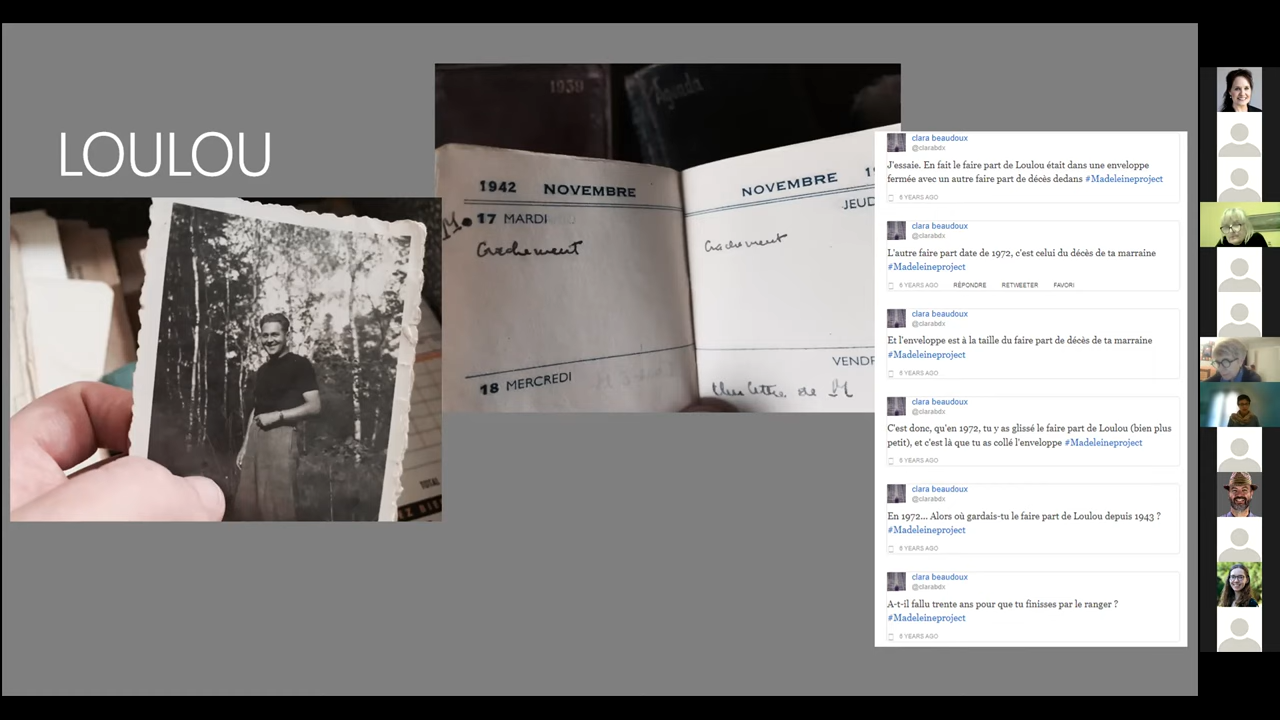 LOULOU
1939
Agenda
1942 NOVEMBRE
17 MARDI
Crachement
18 MERCREDI
NOVEMBRE
JEUD
Crachement
VENDR
lettre de M
TOTAL
clara beaudoux
@clarabdx
J'essaie. En fait le faire part de Loulou était dans une enveloppe
fermée avec un autre faire part de décès dedans #Madeleineproject
6 YEARS AGO
clara beaudoux
@clarabdx
L'autre faire part date de 1972, c'est celui du décès de ta marraine
#Madeleineproject
6 YEARS AGO RÉPONDRE RETWEETER FAVORI
clara beaudoux
@clarabdx
Et l'enveloppe est à la taille du faire part de décès de ta marraine
#Madeleineproject
6 YEARS AGO
clara beaudoux
@clarabdx
C'est donc, qu'en 1972, tu y as glissé le faire part de Loulou (bien plus
petit), et c'est là que tu as collé l'enveloppe #Madeleineproject
6 YEARS AGO
clara beaudoux
@clarabdx
En 1972... Alors où gardais-tu le faire part de Loulou depuis 1943 ?
#Madeleineproject
6 YEARS AGO
clara beaudoux
@clarabdx
A-t-il fallu trente ans pour que tu finisses par le ranger ?
#Madeleineproject
6 YEARS AGO